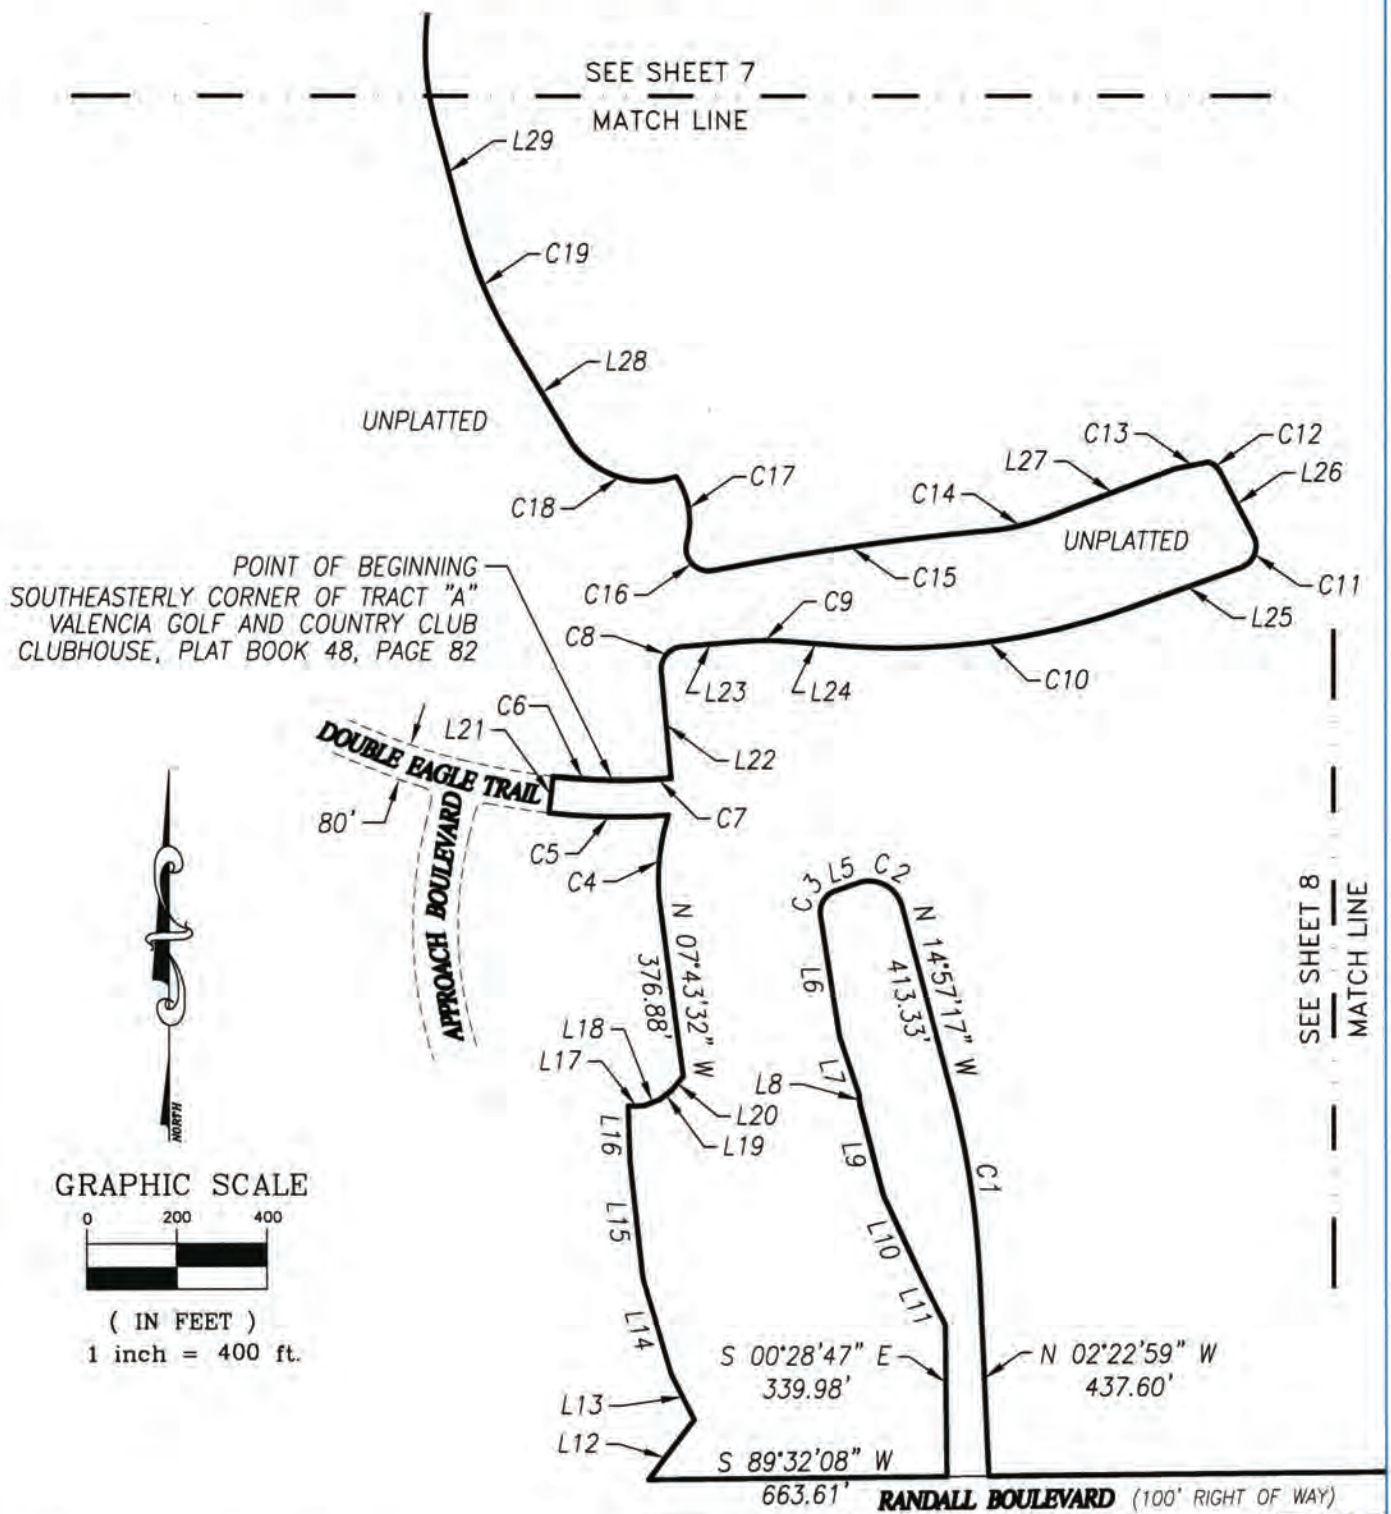 SEE SHEET 7
MATCH LINE
L29
C19
L28
UNPLATTED
C13
C12
L27
L26
C17
C14
C18
UNPLATTED
POINT OF BEGINNING
SOUTHEASTERLY CORNER OF TRACT "A"
VALENCIA GOLF AND COUNTRY CLUB
CLUBHOUSE, PLAT BOOK 48, PAGE 82
C16
C15
C11
C9
L25
C8
L23
L24
C10
C6
L21
L22
DOUBLE EAGLE TRAIL
80'
C7
C5
C4
APPROACH BOULEVARD
C3
L5
C2
N 07°43'32" W
376.88'
N 14°57'17" W
413.33'
L6
SEE SHEET 8
MATCH LINE
L18
L17
L7
L8
L20
L19
L16
L9
C1
NORTH
GRAPHIC SCALE
0 200 400
( IN FEET )
1 inch = 400 ft.
L15
L10
L11
L14
S 00°28'47" E
339.98'
N 02°22'59" W
437.60'
L13
L12
S 89°32'08" W
663.61'
RANDALL BOULEVARD (100' RIGHT OF WAY)